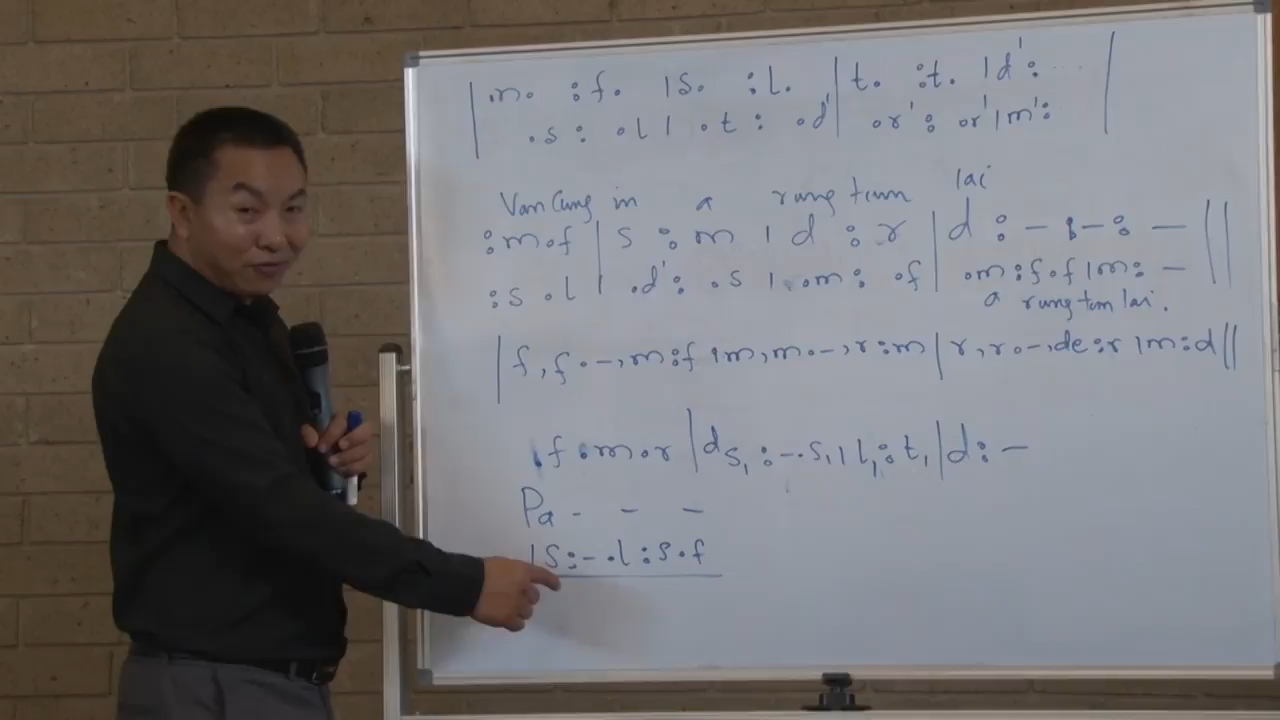 | m. :f. |s. :l. | t. :t. |d': |
.s : .l | .t : .d' | .r' : .r' |m' :
Van Cung in a rung tum lai
:m.f | s :m | d :r | d :- |- :- ||
:s .l | .d' : .s | .m : .f | .m :f.f |m :- ||
a rung tum lai.
| f,f.-,m:f |m,m.-,r:m | r,r.-,de:r |m:d ||
.f.m.r | d s, :-.s, | l, :t, | d :-
Pa - - -
| s :-.l :s.f